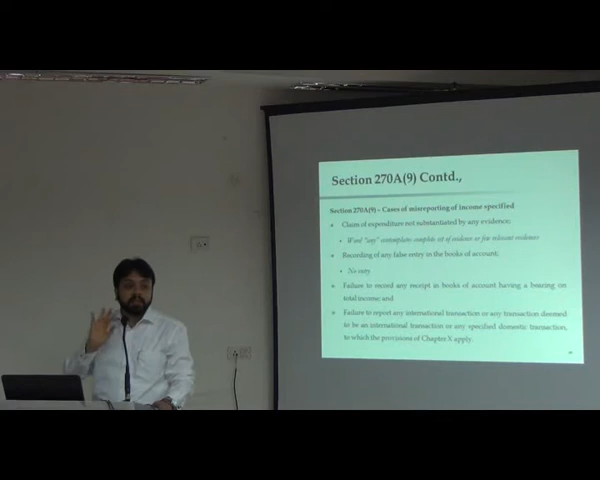 Section 270A(9) Contd.,
Section 270A(9) – Cases of misreporting of income specified
Claim of expenditure not substantiated by any evidence;
Word "any" contemplates complete set of evidence or few relevant evidence
Recording of any false entry in the books of account;
No entry
Failure to record any receipt in books of account having a bearing on
total income; and
Failure to report any international transaction or any transaction deemed
to be an international transaction or any specified domestic transaction,
to which the provisions of Chapter X apply.